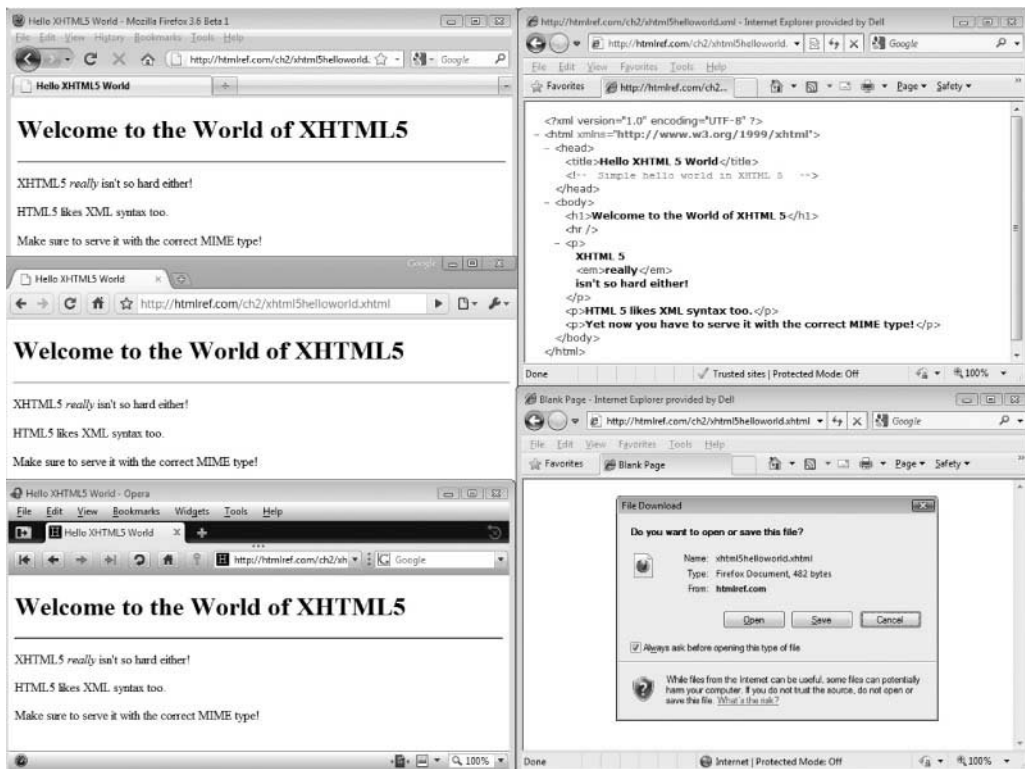 Hello XHTML5 World - Mozilla Firefox 3.6 Beta 1
File Edit View History Bookmarks Tools Help
http://htmlref.com/ch2/xhtml5helloworld.
Google
Hello XHTML5 World
Welcome to the World of XHTML5
XHTML5 really isn't so hard either!
HTML5 likes XML syntax too.
Make sure to serve it with the correct MIME type!
Google
Hello XHTML5 World
http://htmlref.com/ch2/xhtml5helloworld.xhtml
Welcome to the World of XHTML5
XHTML5 really isn't so hard either!
HTML5 likes XML syntax too.
Make sure to serve it with the correct MIME type!
Hello XHTML5 World - Opera
File Edit View Bookmarks Widgets Tools Help
Hello XHTML5 World
http://htmlref.com/ch2/xh
Google
Welcome to the World of XHTML5
XHTML5 really isn't so hard either!
HTML5 likes XML syntax too.
Make sure to serve it with the correct MIME type!
100%
http://htmlref.com/ch2/xhtml5helloworld.xml - Internet Explorer provided by Dell
http://htmlref.com/ch2/xhtml5helloworld.
Google
File Edit View Favorites Tools Help
Favorites
http://htmlref.com/ch2...
Page Safety
<?xml version="1.0" encoding="UTF-8" ?>
- <html xmlns="http://www.w3.org/1999/xhtml">
- <head>
<title>Hello XHTML 5 World</title>
<!-- Simple hello world in XHTML 5 -->
</head>
- <body>
<h1>Welcome to the World of XHTML 5</h1>
<hr />
- <p>
XHTML 5
<em>really</em>
isn't so hard either!
</p>
<p>HTML 5 likes XML syntax too.</p>
<p>Yet now you have to serve it with the correct MIME type!</p>
</body>
</html>
Done
Trusted sites | Protected Mode: Off
100%
Blank Page - Internet Explorer provided by Dell
http://htmlref.com/ch2/xhtml5helloworld.xhtml
Google
File Edit View Favorites Tools Help
Favorites
Blank Page
Page Safety
File Download
Do you want to open or save this file?
Name: xhtml5helloworld.xhtml
Type: Firefox Document, 482 bytes
From: htmlref.com
Open Save Cancel
Always ask before opening this type of file
While files from the Internet can be useful, some files can potentially
harm your computer. If you do not trust the source, do not open or
save this file. What's the risk?
Done
Internet | Protected Mode: Off
100%